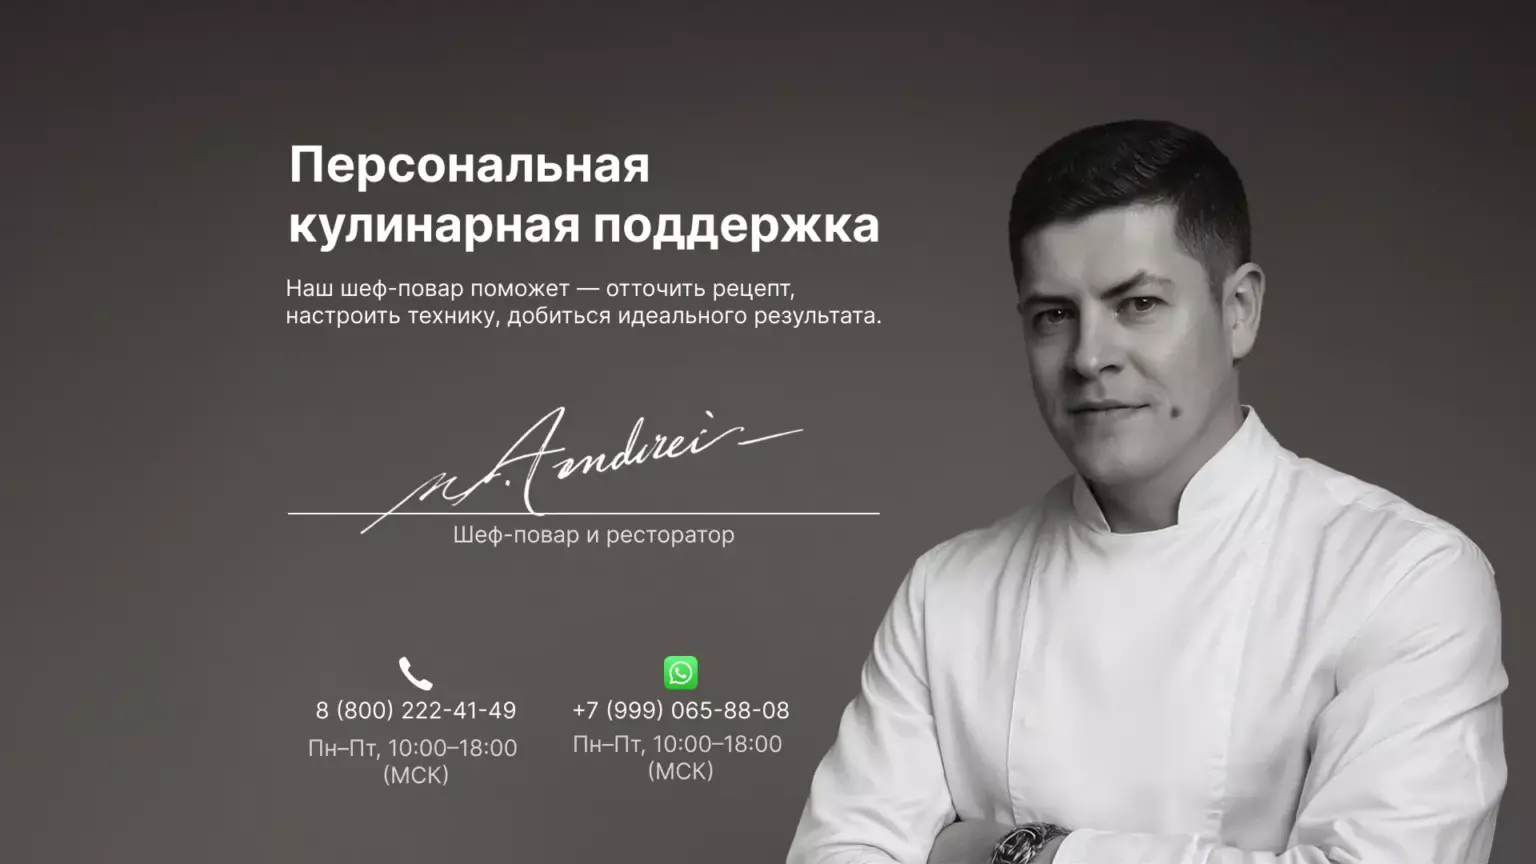 Персональная
кулинарная поддержка
Наш шеф-повар поможет — отточить рецепт,
настроить технику, добиться идеального результата.
Andrei
Шеф-повар и ресторатор
8 (800) 222-41-49
Пн–Пт, 10:00–18:00
(МСК)
+7 (999) 065-88-08
Пн–Пт, 10:00–18:00
(МСК)